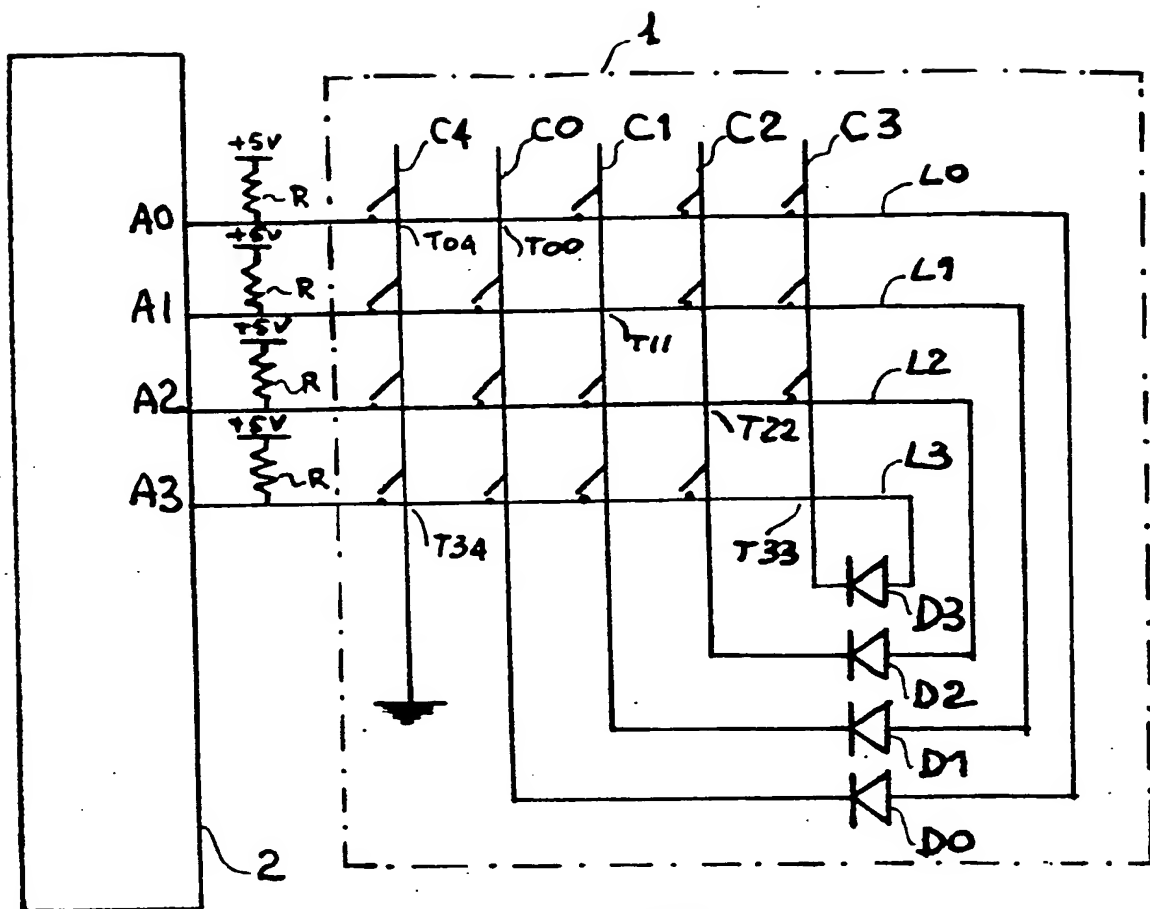 1
C4 C0 C1 C2 C3
+5V
R
L0
A0
T04 T00
+5V
R
L1
A1
T11
+5V
R
L2
A2
T22
+5V
R
L3
A3
T34 T33
D3
D2
D1
D0
2